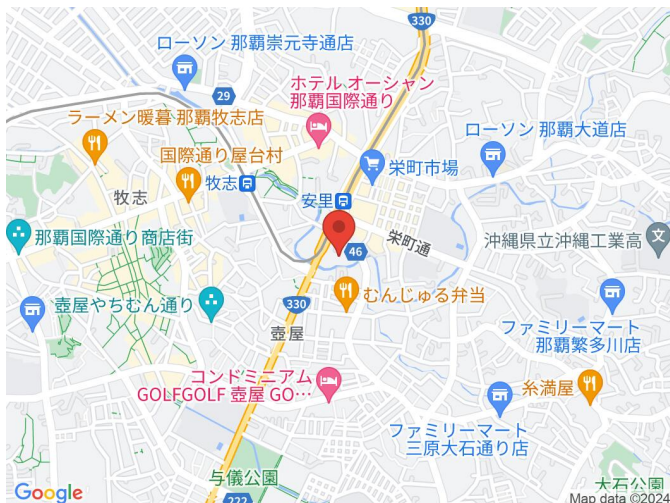 330
ローソン 那覇崇元寺通店
29
ホテル オーシャン
那覇国際通り
ラーメン暖暮 那覇牧志店
ローソン 那覇大道店
国際通り屋台村
栄町市場
牧志
牧志
安里
那覇国際通り商店街
栄町通
沖縄県立沖縄工業高
46
壺屋やちむん通り
330
むんじゅる弁当
壺屋
ファミリーマート
那覇繁多川店
コンドミニアム
GOLFGOLF 壺屋 GO…
糸満屋
ファミリーマート
三原大石通り店
与儀公園
大石公園
Google
222
Map data ©2024